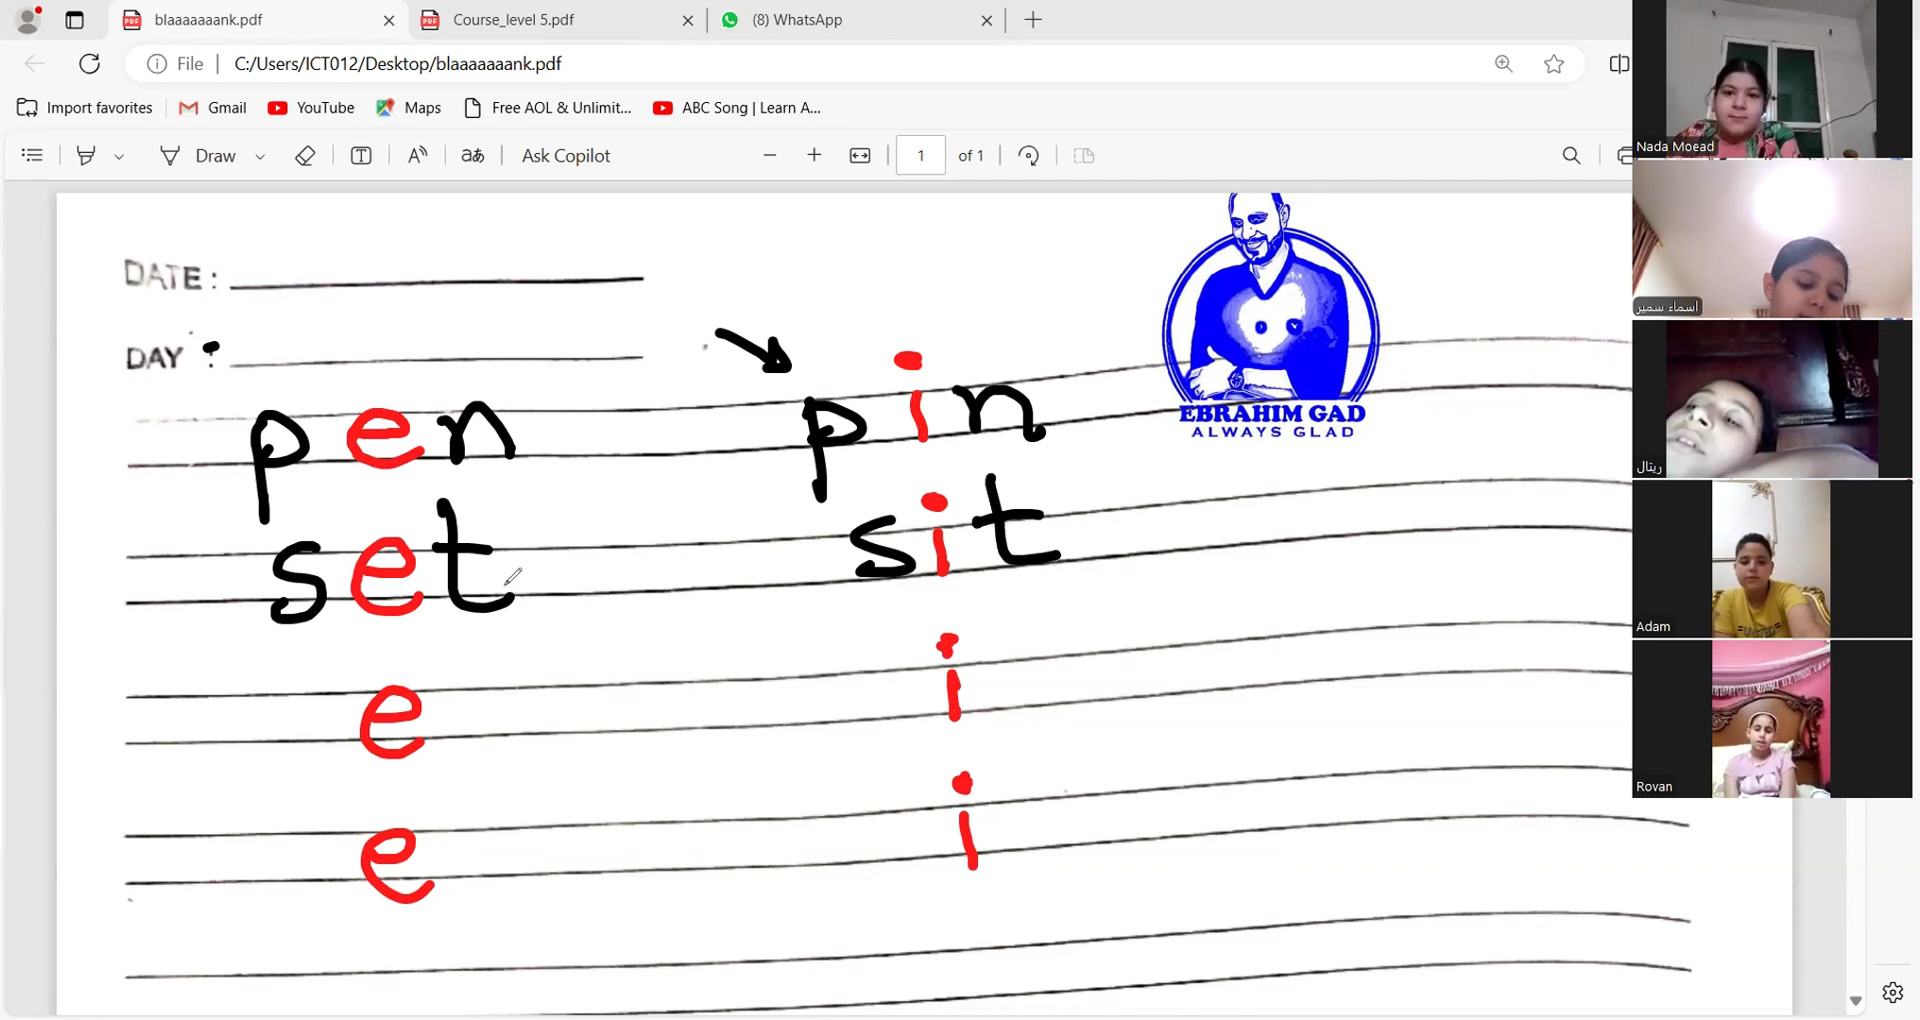 blaaaaaaank.pdf
Course_level 5.pdf
(8) WhatsApp
File
C:/Users/ICT012/Desktop/blaaaaaaank.pdf
Import favorites
Gmail
YouTube
Maps
Free AOL & Unlimit...
ABC Song | Learn A...
Draw
Ask Copilot
1 of 1
DATE :
DAY :
pen pin
set sit
e i
e i
EBRAHIM GAD
ALWAYS GLAD
Nada Moead
اسماء سمير
ريتال
Adam
Rovan